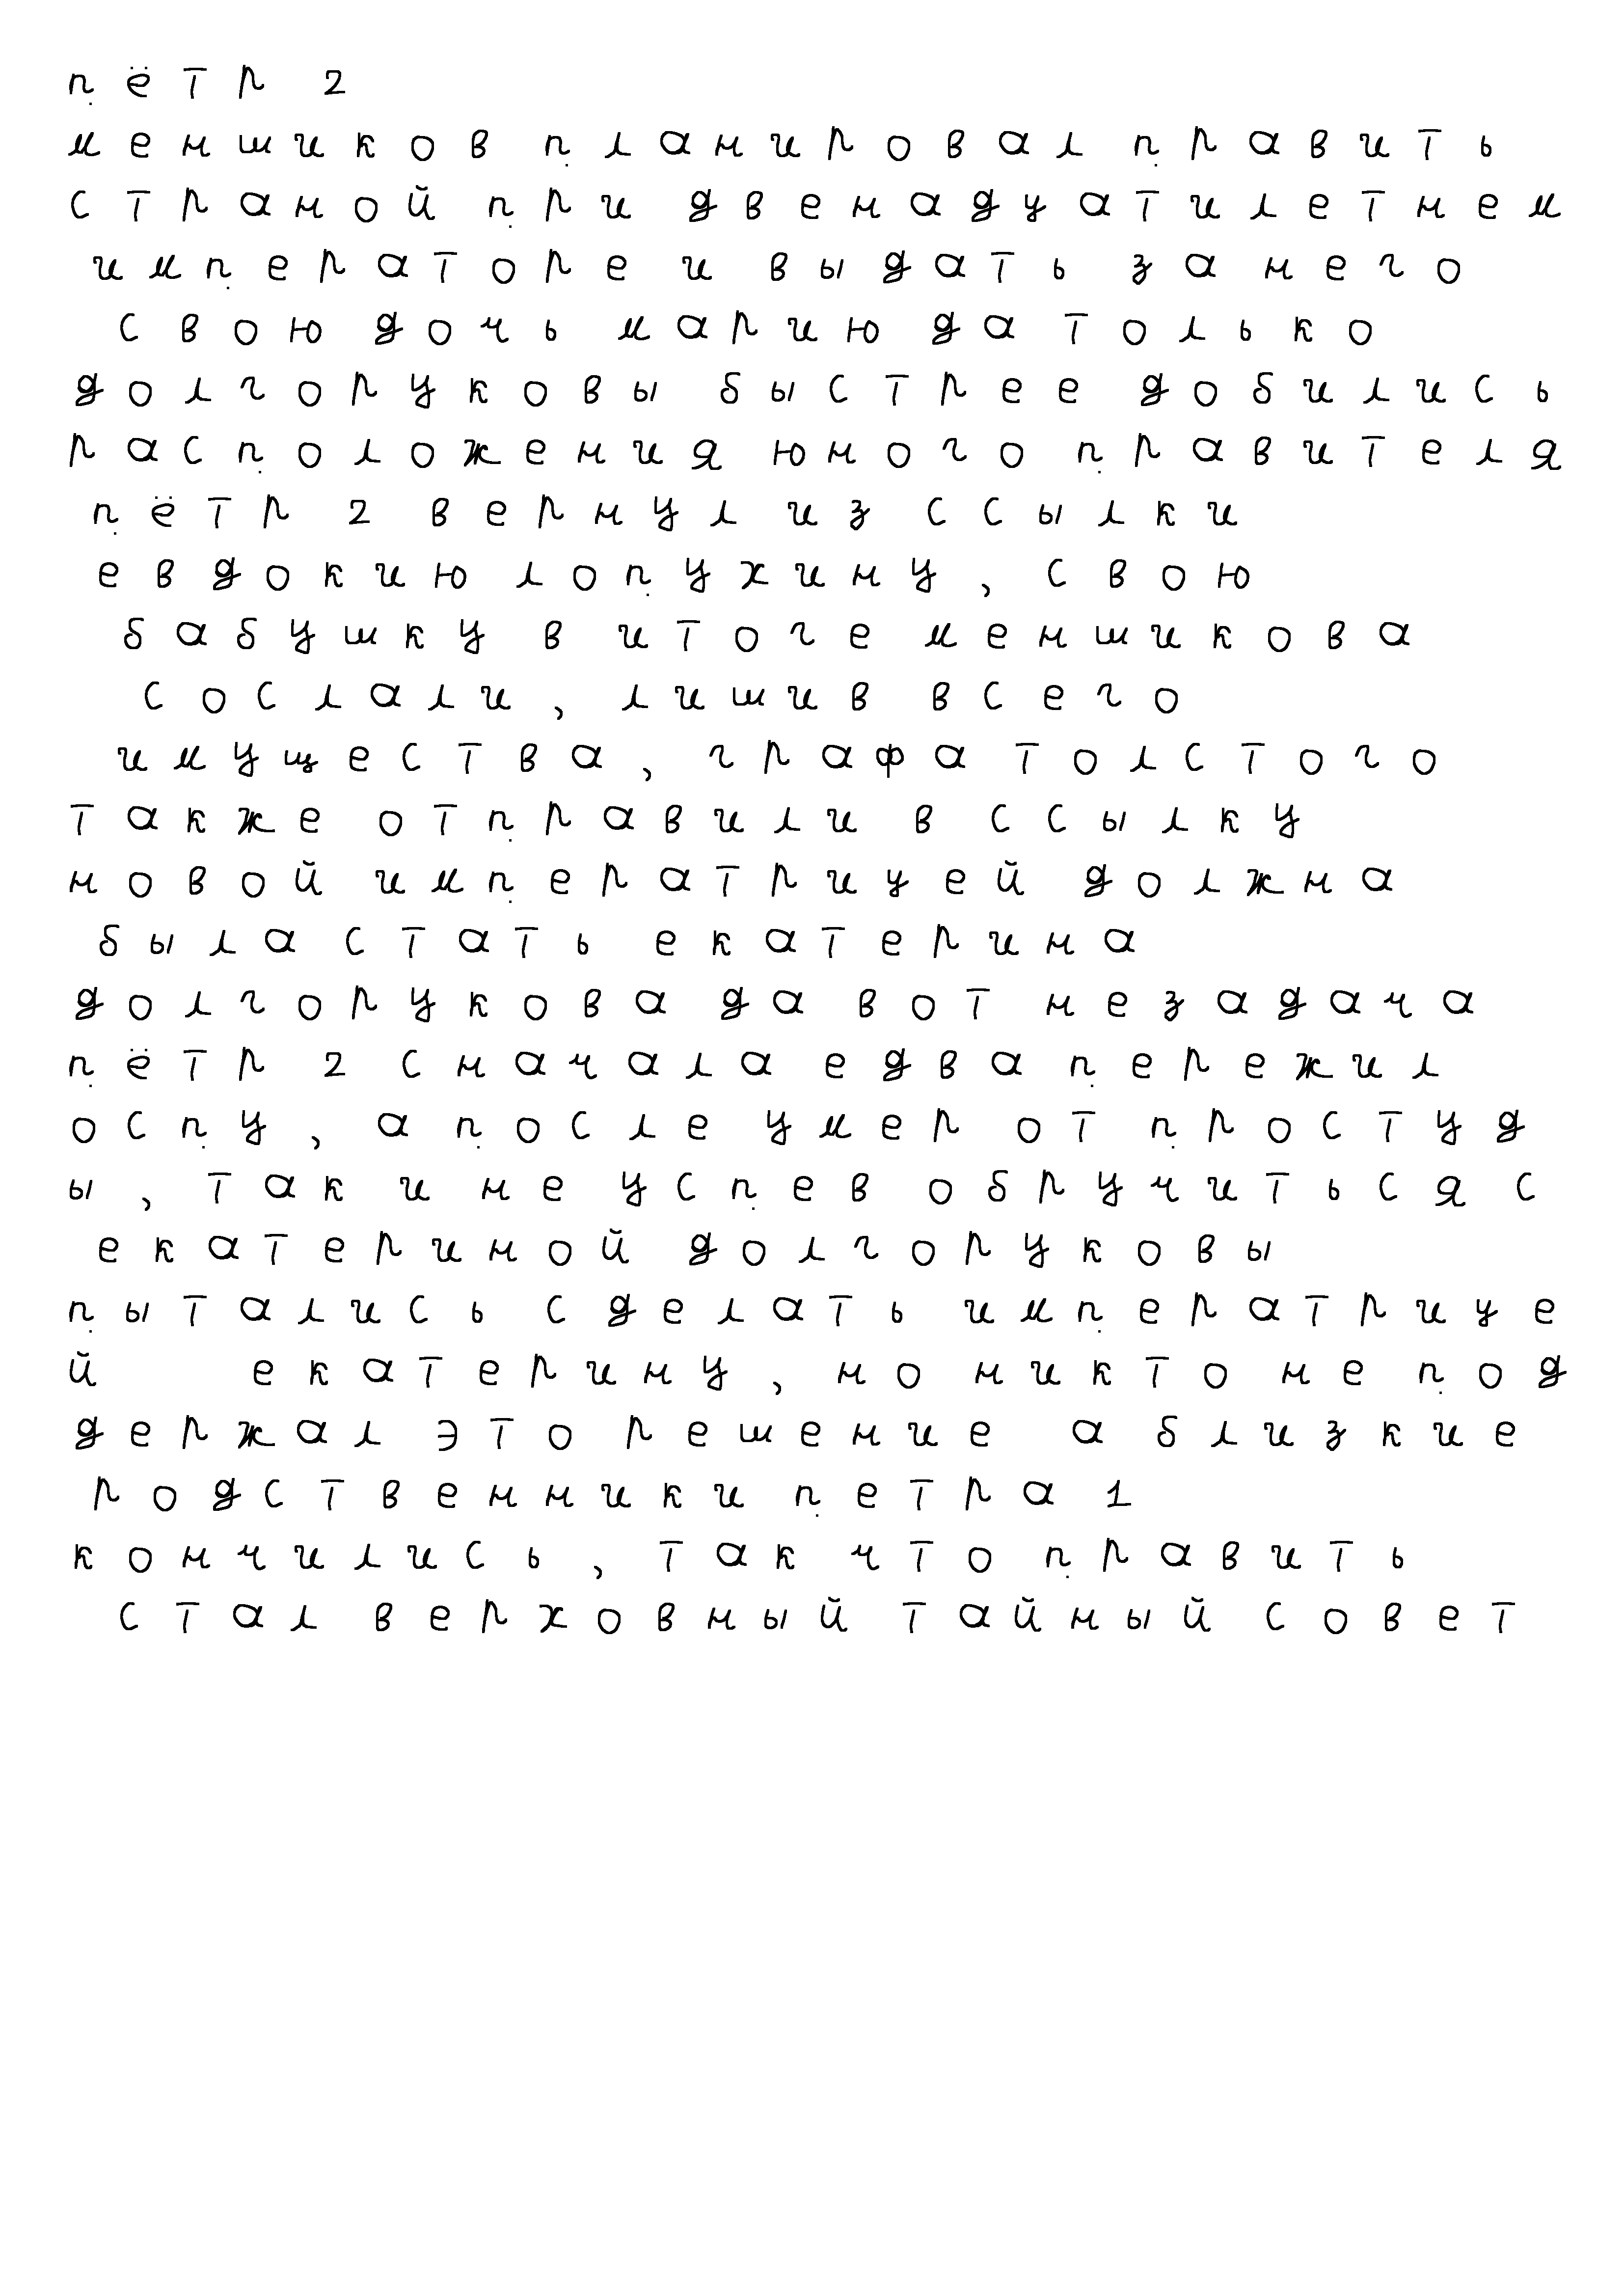 пётр 2
меншиков планировал править
страной при двенадцатилетнем
императоре и выдать за него
свою дочь марию да только
долгоруковы быстрее добились
расположения юного правителя
пётр 2 вернул из ссылки
евдокию лопухину, свою
бабушку в итоге меншикова
сослали, лишив всего
имущества, графа толстого
также отправили в ссылку
новой императрицей должна
была стать екатерина
долгорукова да вот незадача
пётр 2 сначала едва пережил
оспу, а после умер от простуд
ы, так и не успев обручиться с
екатериной долгоруковы
пытались сделать императрице
й екатерину, но никто не под
держал это решение а близкие
родственники петра 1
кончились, так что править
стал верховный тайный совет